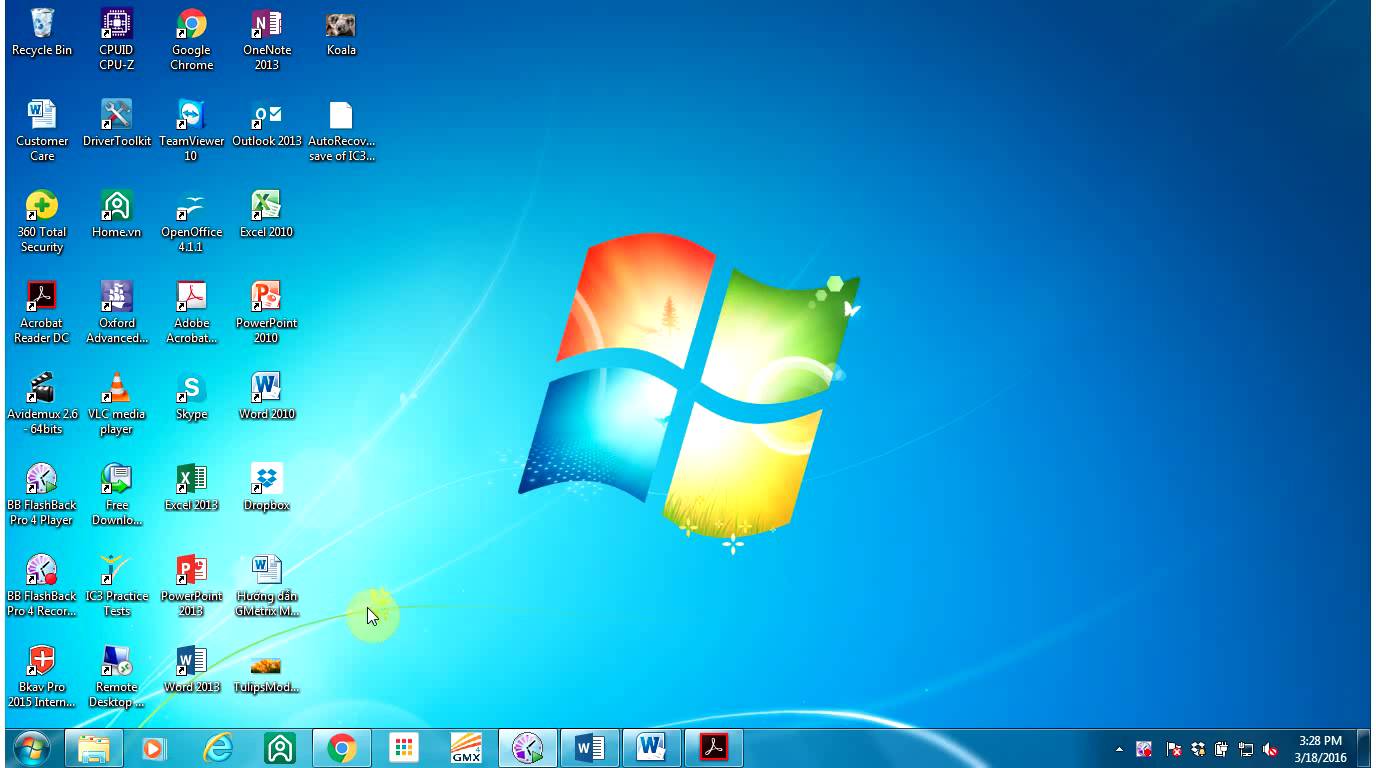 Recycle Bin
CPUID
CPU-Z
Google
Chrome
OneNote
2013
Koala
Customer
Care
DriverToolkit
TeamViewer
10
Outlook 2013
AutoRecov...
save of IC3...
360 Total
Security
Home.vn
OpenOffice
4.1.1
Excel 2010
Acrobat
Reader DC
Oxford
Advanced...
Adobe
Acrobat...
PowerPoint
2010
Avidemux 2.6
- 64bits
VLC media
player
Skype
Word 2010
BB FlashBack
Pro 4 Player
Free
Downlo...
Excel 2013
Dropbox
BB FlashBack
Pro 4 Recor...
IC3 Practice
Tests
PowerPoint
2013
Hướng dẫn
GMetrix M...
Bkav Pro
2015 Intern...
Remote
Desktop ...
Word 2013
TulipsMod...
GMX
3:28 PM
3/18/2016